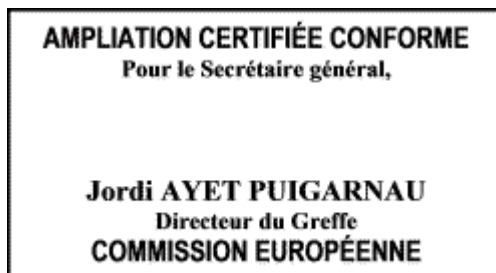 AMPLIATION CERTIFIÉE CONFORME
Pour le Secrétaire général,
Jordi AYET PUIGARNAU
Directeur du Greffe
COMMISSION EUROPÉENNE